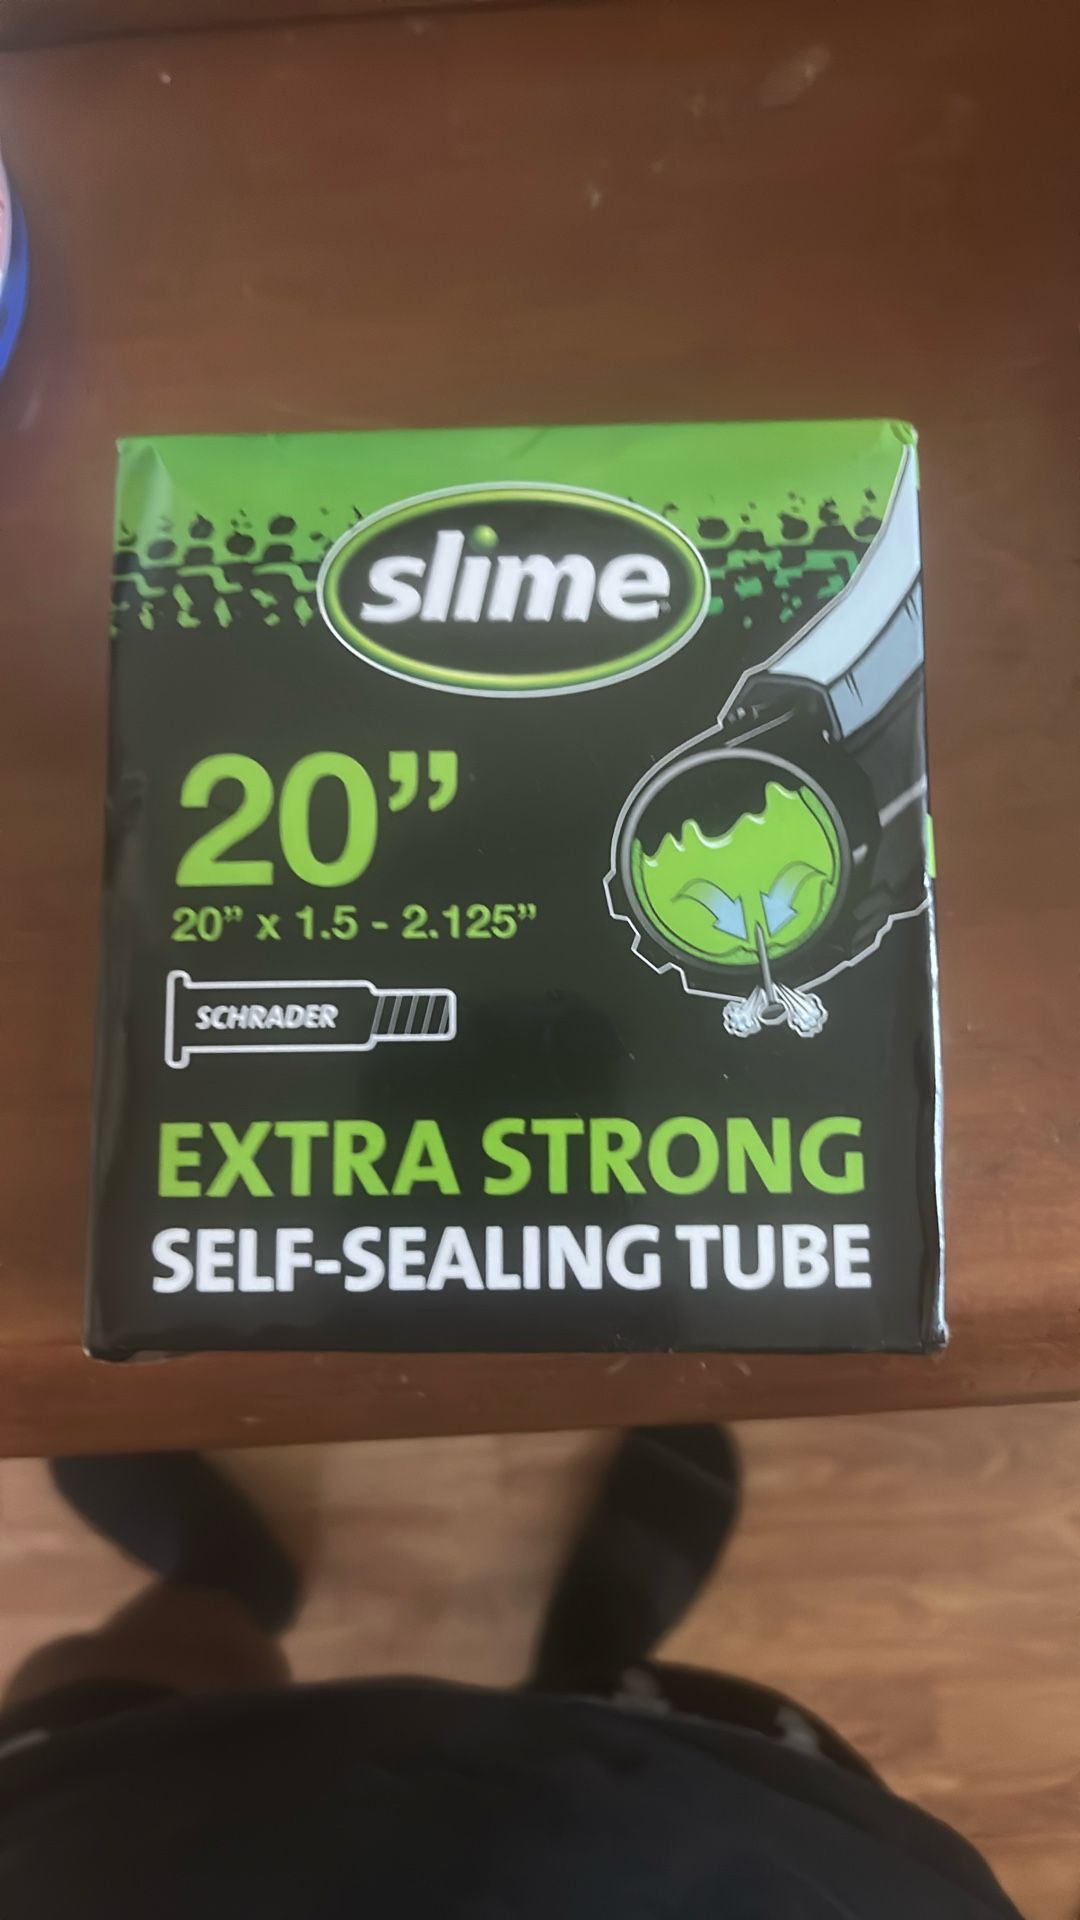 slime
20”
20” x 1.5 - 2.125”
SCHRADER
EXTRA STRONG
SELF-SEALING TUBE